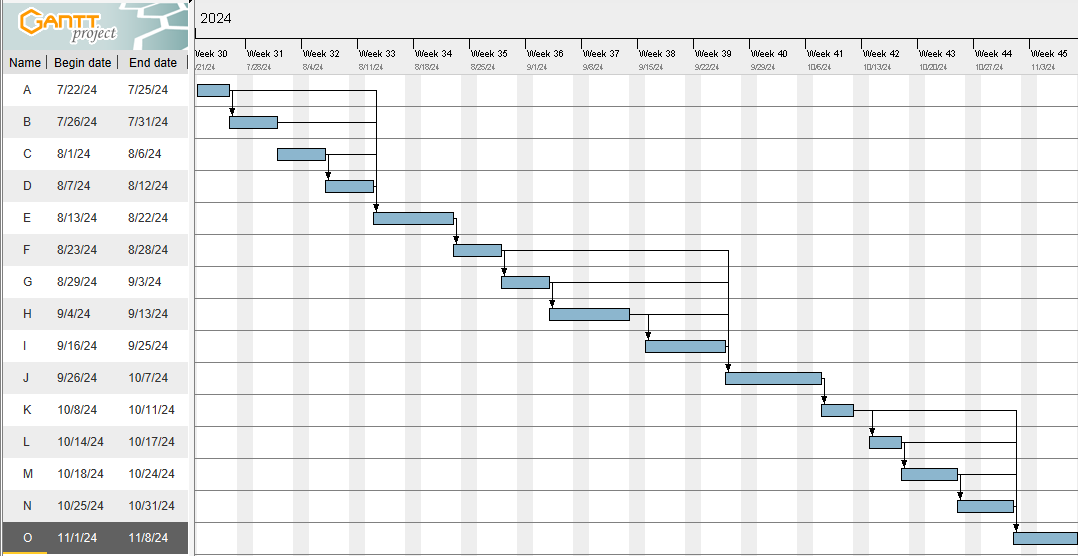 GANTT
project
2024
Week 30 Week 31 Week 32 Week 33 Week 34 Week 35 Week 36 Week 37 Week 38 Week 39 Week 40 Week 41 Week 42 Week 43 Week 44 Week 45
/21/24 7/28/24 8/4/24 8/11/24 8/18/24 8/25/24 9/1/24 9/8/24 9/15/24 9/22/24 9/29/24 10/6/24 10/13/24 10/20/24 10/27/24 11/3/24
Name Begin date End date
A 7/22/24 7/25/24
B 7/26/24 7/31/24
C 8/1/24 8/6/24
D 8/7/24 8/12/24
E 8/13/24 8/22/24
F 8/23/24 8/28/24
G 8/29/24 9/3/24
H 9/4/24 9/13/24
I 9/16/24 9/25/24
J 9/26/24 10/7/24
K 10/8/24 10/11/24
L 10/14/24 10/17/24
M 10/18/24 10/24/24
N 10/25/24 10/31/24
O 11/1/24 11/8/24